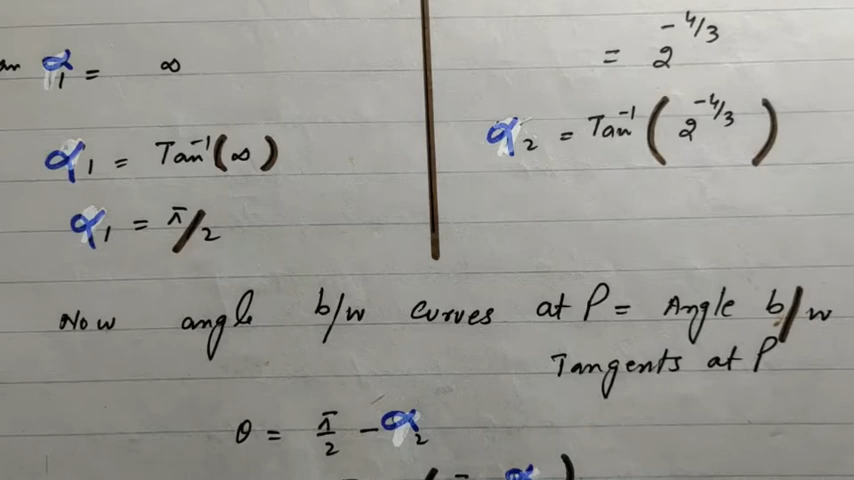 α₁ = ∞
α₁ = Tan⁻¹(∞)
α₁ = π/2
= 2^(-4/3)
α₂ = Tan⁻¹(2^(-4/3))
Now angle b/w curves at P = Angle b/w
Tangents at P
θ = π/2 - α₂